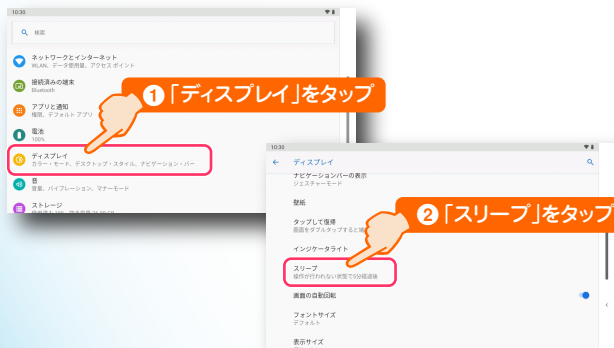 10:30
検索
ネットワークとインターネット
WLAN、データ使用量、アクセス ポイント
接続済みの端末
Bluetooth
アプリと通知
権限、デフォルト アプリ
電池
100%
ディスプレイ
カラー・モード、デスクトップ・スタイル、ナビゲーション・バー
音
音量、バイブレーション、マナーモード
ストレージ
❶「ディスプレイ」をタップ
10:30
ディスプレイ
ナビゲーションバーの表示
ジェスチャーモード
壁紙
タップして復帰
画面をダブルタップすると
インジケータライト
スリープ
操作が行われない状態で5分経過後
画面の自動回転
フォントサイズ
デフォルト
表示サイズ
❷「スリープ」をタップ